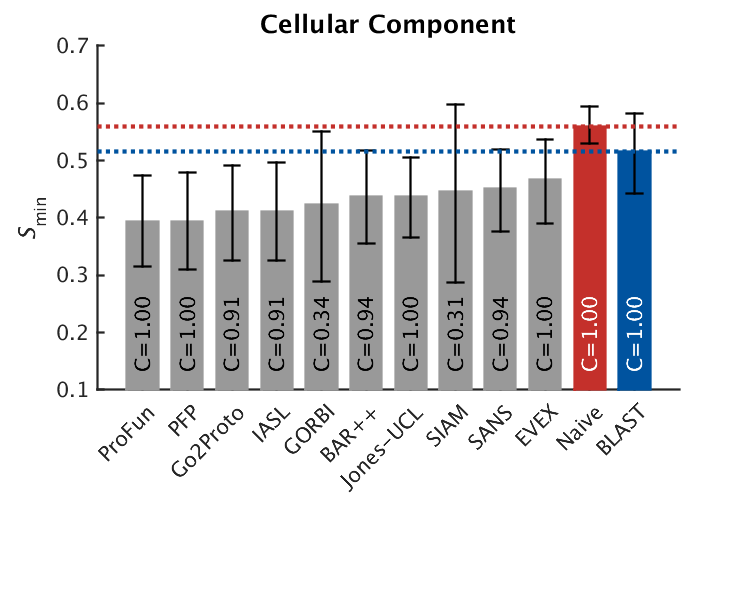 Cellular Component
0.7
0.6
0.5
0.4
0.3
0.2
0.1
Smin
C=1.00
C=1.00
C=0.91
C=0.91
C=0.34
C=0.94
C=1.00
C=0.31
C=0.94
C=1.00
C=1.00
C=1.00
ProFun
PFP
Go2Proto
IASL
GORBI
BAR++
Jones-UCL
SIAM
SANS
EVEX
Naive
BLAST